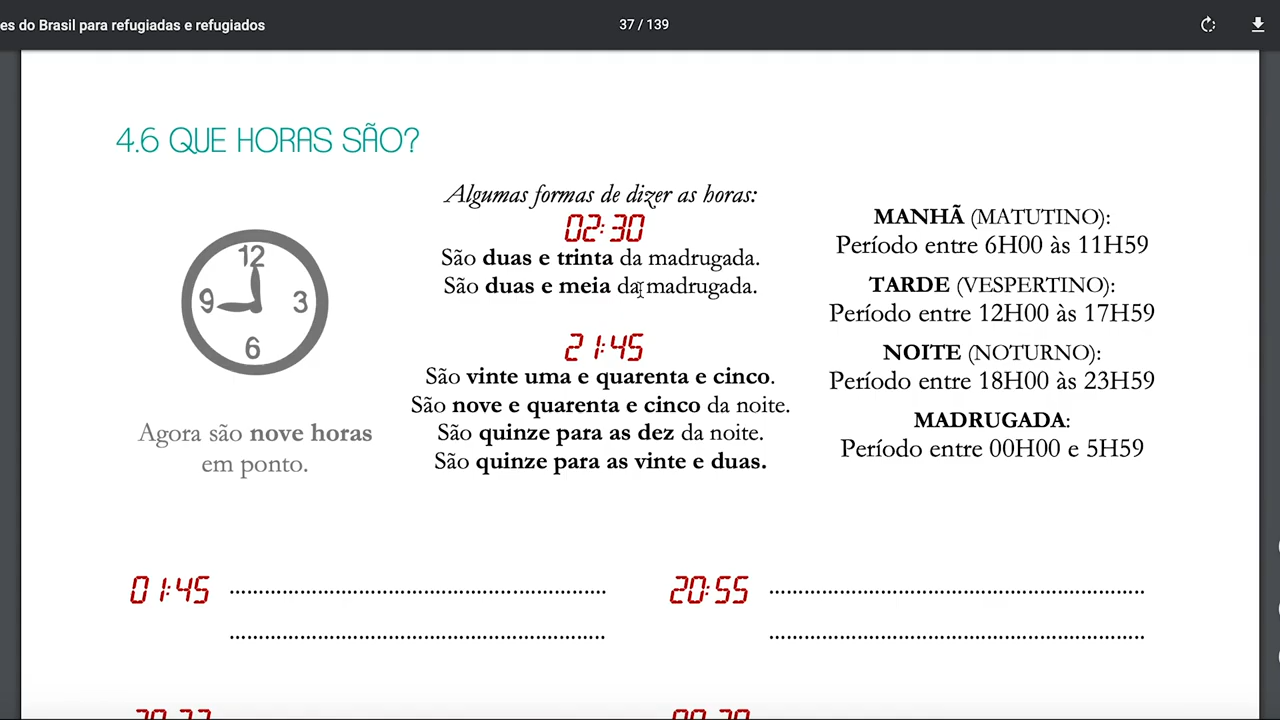 es do Brasil para refugiadas e refugiados
37 / 139
4.6 QUE HORAS SÃO?
12
9
3
6
Agora são nove horas
em ponto.
Algumas formas de dizer as horas:
02:30
São duas e trinta da madrugada.
São duas e meia da madrugada.
21:45
São vinte uma e quarenta e cinco.
São nove e quarenta e cinco da noite.
São quinze para as dez da noite.
São quinze para as vinte e duas.
MANHÃ (MATUTINO):
Período entre 6H00 às 11H59
TARDE (VESPERTINO):
Período entre 12H00 às 17H59
NOITE (NOTURNO):
Período entre 18H00 às 23H59
MADRUGADA:
Período entre 00H00 e 5H59
01:45
20:55